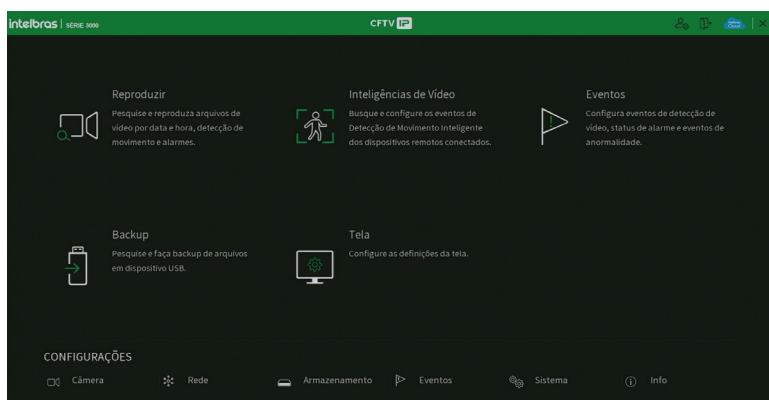 intelbras | SÉRIE 3000
CFTV IP
Reproduzir
Pesquise e reproduza arquivos de
vídeo por data e hora, detecção de
movimento e alarmes.
Inteligências de Vídeo
Busque e configure os eventos de
Detecção de Movimento Inteligente
dos dispositivos remotos conectados.
Eventos
Configura eventos de detecção de
vídeo, status de alarme e eventos de
anormalidade.
Backup
Pesquise e faça backup de arquivos
em dispositivo USB.
Tela
Configure as definições da tela.
CONFIGURAÇÕES
Câmera
Rede
Armazenamento
Eventos
Sistema
Info